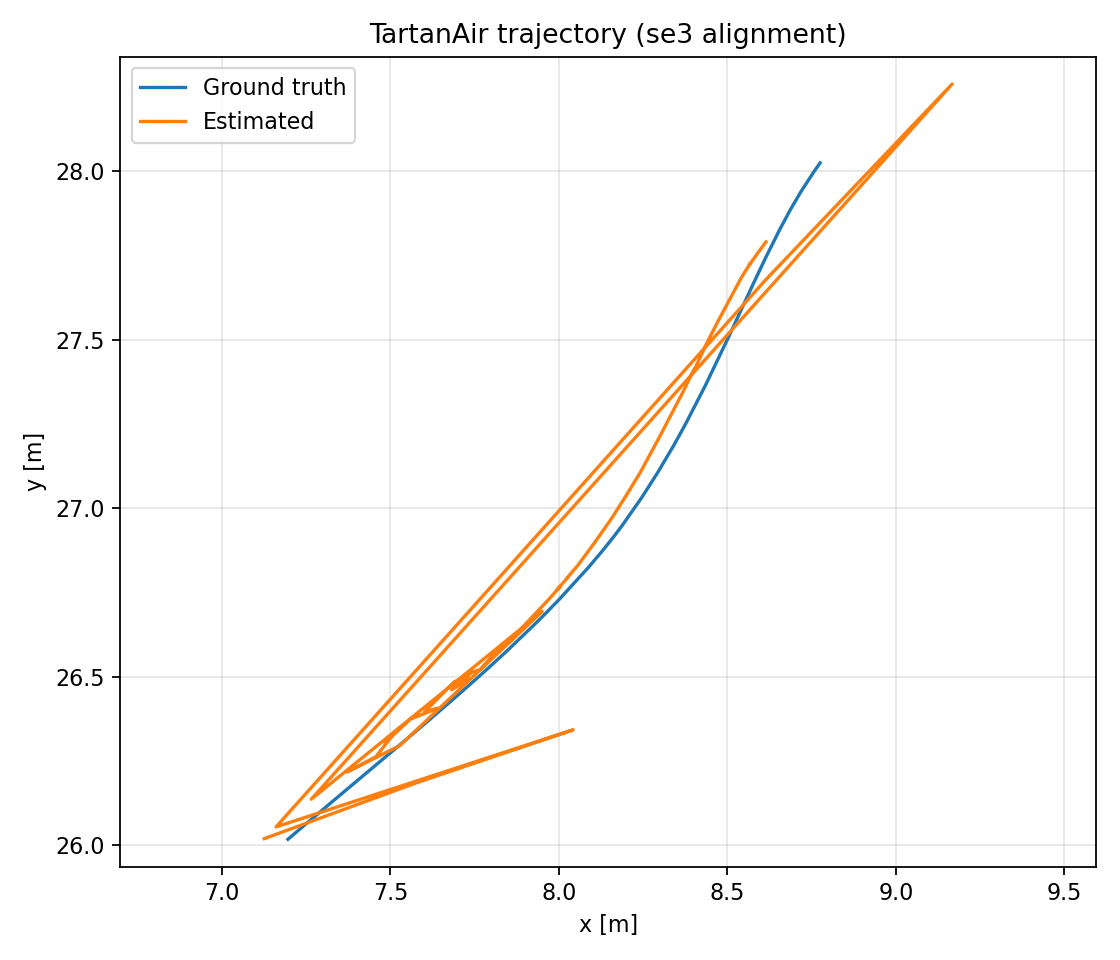 TartanAir trajectory (se3 alignment)
Ground truth
Estimated
28.0
27.5
27.0
26.5
26.0
y [m]
7.0 7.5 8.0 8.5 9.0 9.5
x [m]